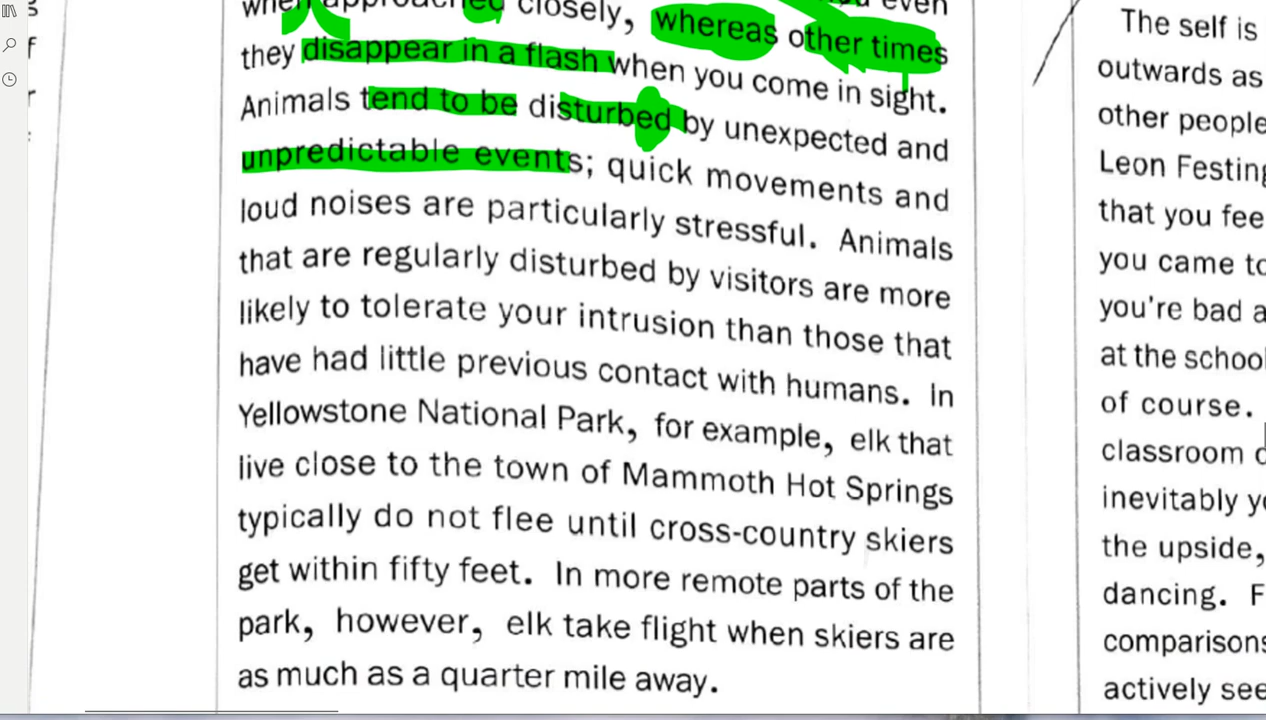 when approached closely, whereas other times
they disappear in a flash when you come in sight.
Animals tend to be disturbed by unexpected and
unpredictable events; quick movements and
loud noises are particularly stressful. Animals
that are regularly disturbed by visitors are more
likely to tolerate your intrusion than those that
have had little previous contact with humans. In
Yellowstone National Park, for example, elk that
live close to the town of Mammoth Hot Springs
typically do not flee until cross-country skiers
get within fifty feet. In more remote parts of the
park, however, elk take flight when skiers are
as much as a quarter mile away.
The self is
outwards as
other people
Leon Festing
that you fee
you came to
you're bad a
at the schoo
of course.
classroom
inevitably
the upside,
dancing. F
comparisons
actively see